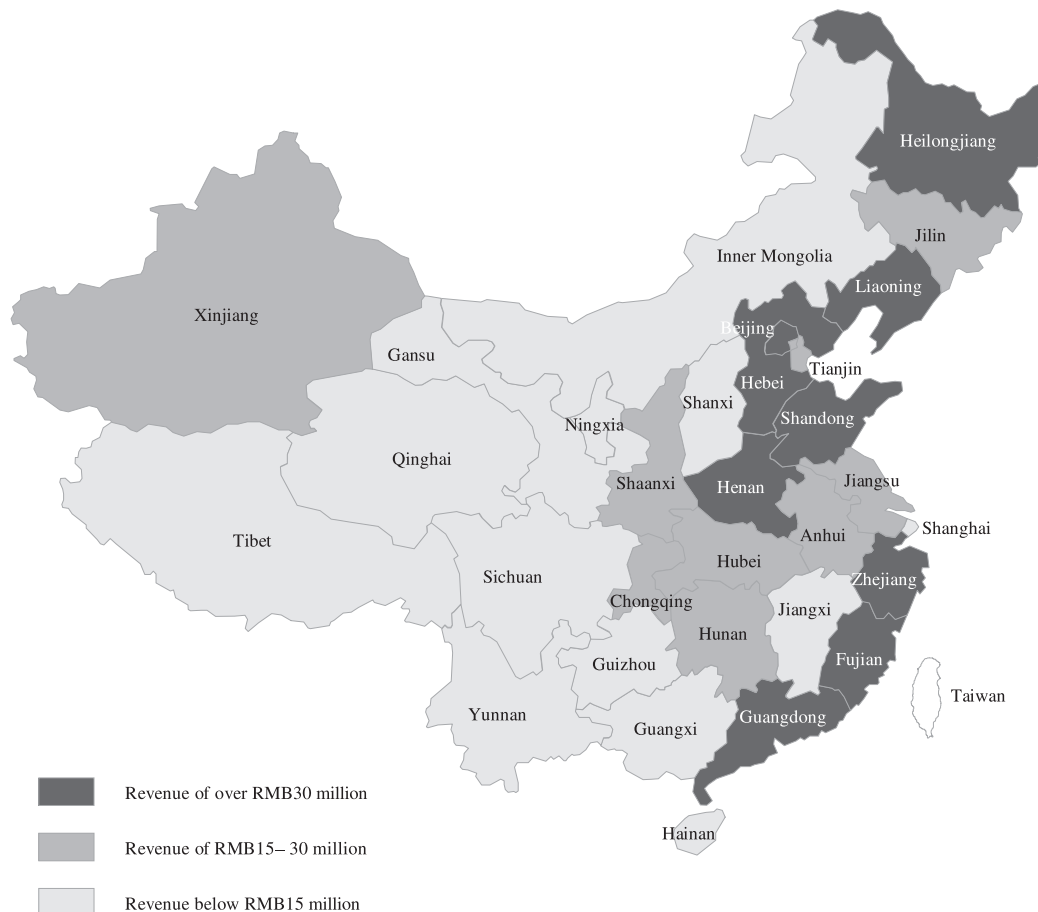 Heilongjiang
Jilin
Inner Mongolia
Liaoning
Xinjiang
Beijing
Gansu
Tianjin
Hebei
Shanxi
Shandong
Ningxia
Qinghai
Shaanxi
Henan
Jiangsu
Shanghai
Anhui
Tibet
Hubei
Sichuan
Zhejiang
Chongqing
Jiangxi
Hunan
Guizhou
Fujian
Taiwan
Yunnan
Guangdong
Guangxi
Revenue of over RMB30 million
Hainan
Revenue of RMB15– 30 million
Revenue below RMB15 million